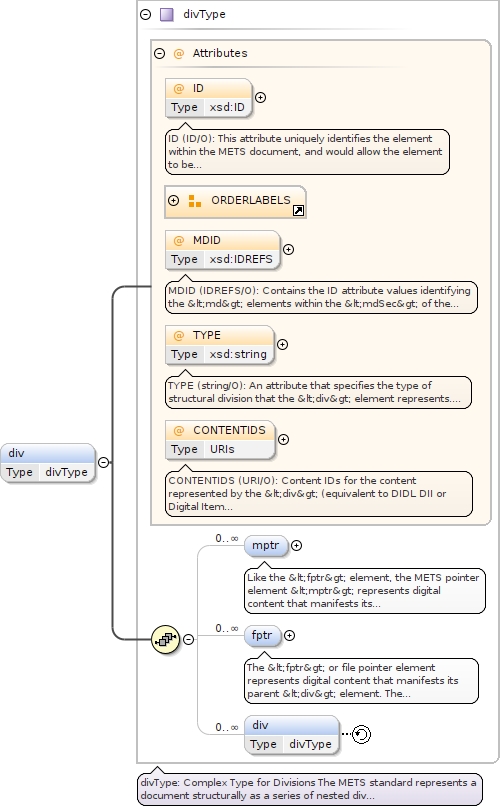 divType
Attributes
@ ID
Type xsd:ID
ID (ID/O): This attribute uniquely identifies the element
within the METS document, and would allow the element
to be...
ORDERLABELS
@ MDID
Type xsd:IDREFS
MDID (IDREFS/O): Contains the ID attribute values identifying
the &lt;md&gt; elements within the &lt;mdSec&gt; of the...
@ TYPE
Type xsd:string
TYPE (string/O): An attribute that specifies the type of
structural division that the &lt;div&gt; element represents....
@ CONTENTIDS
Type URIs
CONTENTIDS (URI/O): Content IDs for the content
represented by the &lt;div&gt; (equivalent to DIDL DII or
Digital Item...
div
Type divType
0..∞
mptr
Like the &lt;fptr&gt; element, the METS pointer
element &lt;mptr&gt; represents digital
content that manifests its...
0..∞
fptr
The &lt;fptr&gt; or file pointer element
represents digital content that manifests its
parent &lt;div&gt; element. The...
0..∞
div
Type divType
divType: Complex Type for Divisions The METS standard represents a
document structurally as a series of nested div...